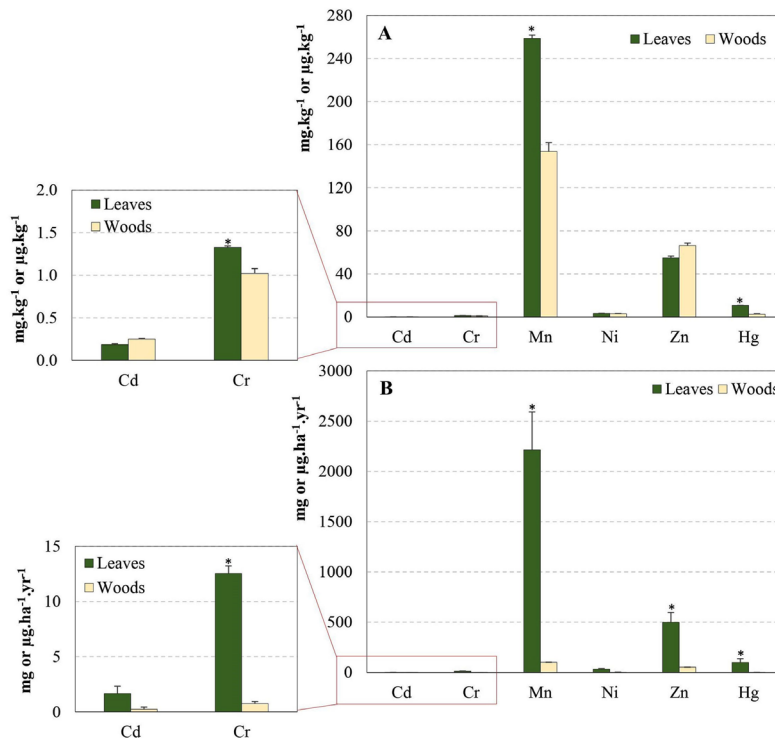 A
Leaves Woods
mg.kg⁻¹ or µg.kg⁻¹
280
240
200
160
120
80
40
0
Cd Cr Mn Ni Zn Hg
*
*
Leaves
Woods
mg.kg⁻¹ or µg.kg⁻¹
2.0
1.5
1.0
0.5
0.0
Cd Cr
*
B
Leaves Woods
mg or µg.ha⁻¹.yr⁻¹
3000
2500
2000
1500
1000
500
0
Cd Cr Mn Ni Zn Hg
*
*
*
Leaves
Woods
mg or µg.ha⁻¹.yr⁻¹
15
10
5
0
Cd Cr
*